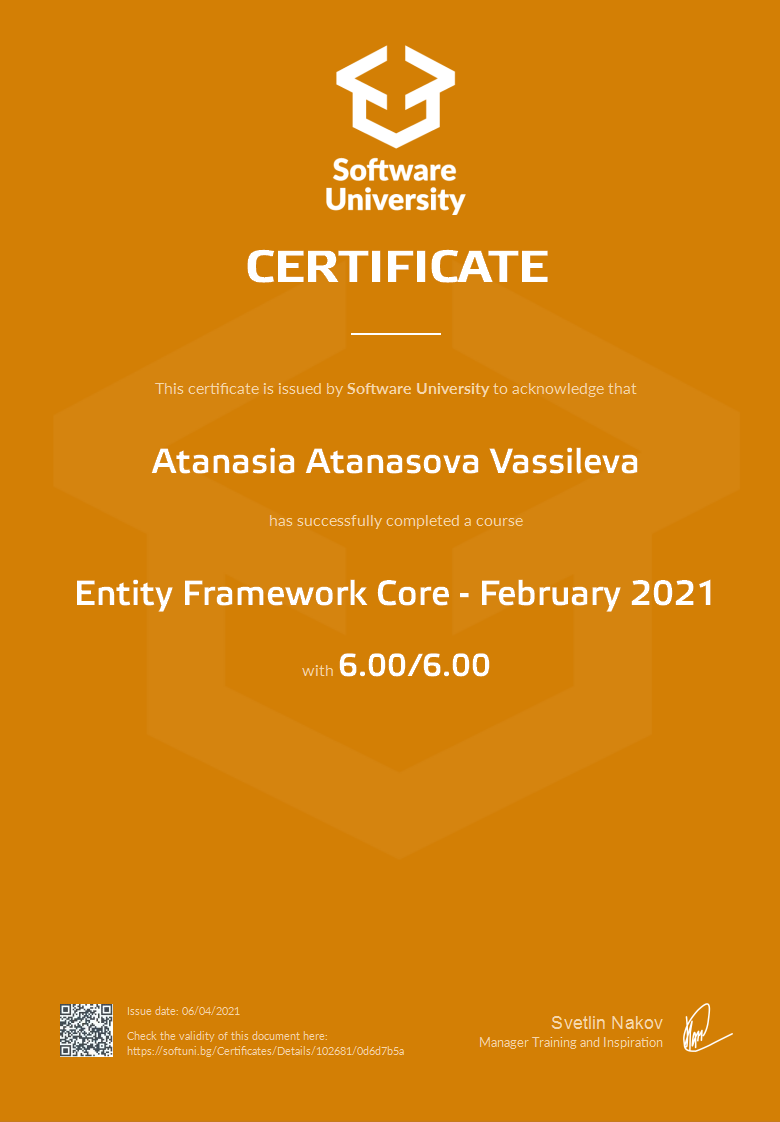 Software
University
CERTIFICATE
This certificate is issued by Software University to acknowledge that
Atanasia Atanasova Vassileva
has successfully completed a course
Entity Framework Core - February 2021
with 6.00/6.00
Issue date: 06/04/2021
Check the validity of this document here:
https://softuni.bg/Certificates/Details/102681/0d6d7b5a
Svetlin Nakov
Manager Training and Inspiration